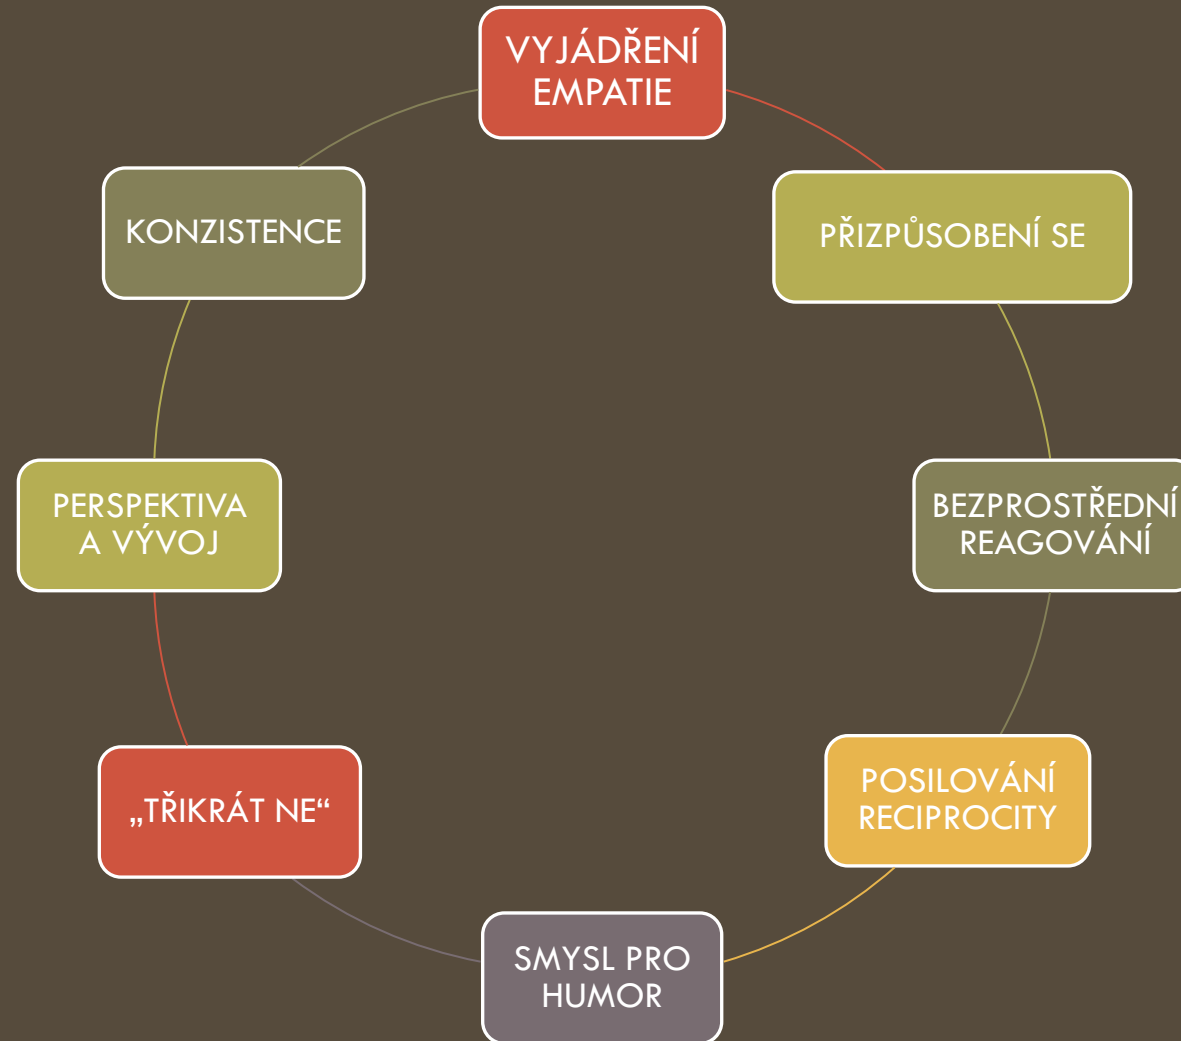 VYJÁDŘENÍ
EMPATIE
PŘIZPŮSOBENÍ SE
BEZPROSTŘEDNÍ
REAGOVÁNÍ
POSILOVÁNÍ
RECIPROCITY
SMYSL PRO
HUMOR
„TŘIKRÁT NE“
PERSPEKTIVA
A VÝVOJ
KONZISTENCE